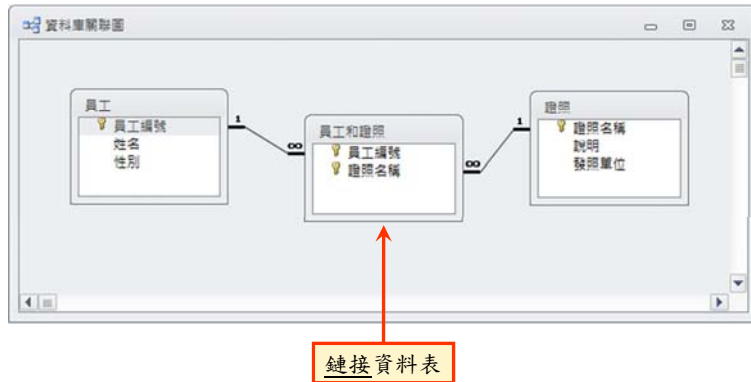 資料庫關聯圖
員工
員工編號
姓名
性別
1
∞
員工和證照
員工編號
證照名稱
∞
1
證照
證照名稱
說明
發照單位
鏈接資料表